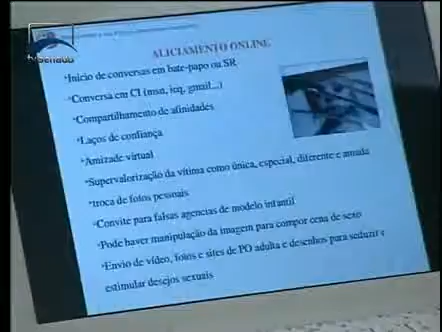 tvSenado
ALICIAMENTO ONLINE
•Inicio de conversas em bate-papo ou SR
•Conversa em CI (msn, icq, gmail...)
•Compartilhamento de afinidades
•Laços de confiança
•Amizade virtual
•Supervalorização da vítima como única, especial, diferente e amada
•troca de fotos pessoais
•Convite para falsas agencias de modelo infantil
•Pode haver manipulação da imagem para compor cena de sexo
•Envio de vídeo, fotos e sites de PO adulta e desenhos para seduzir e
estimular desejos sexuais